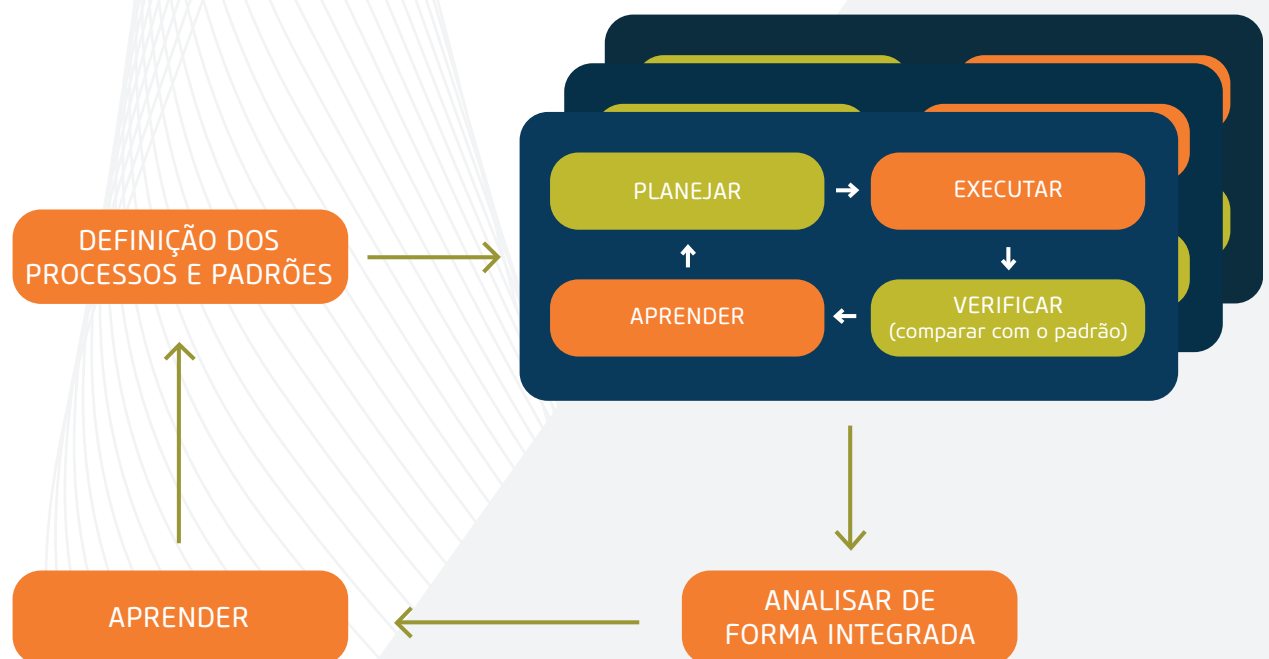 PLANEJAR
EXECUTAR
DEFINIÇÃO DOS
PROCESSOS E PADRÕES
APRENDER
VERIFICAR
(comparar com o padrão)
APRENDER
ANALISAR DE
FORMA INTEGRADA